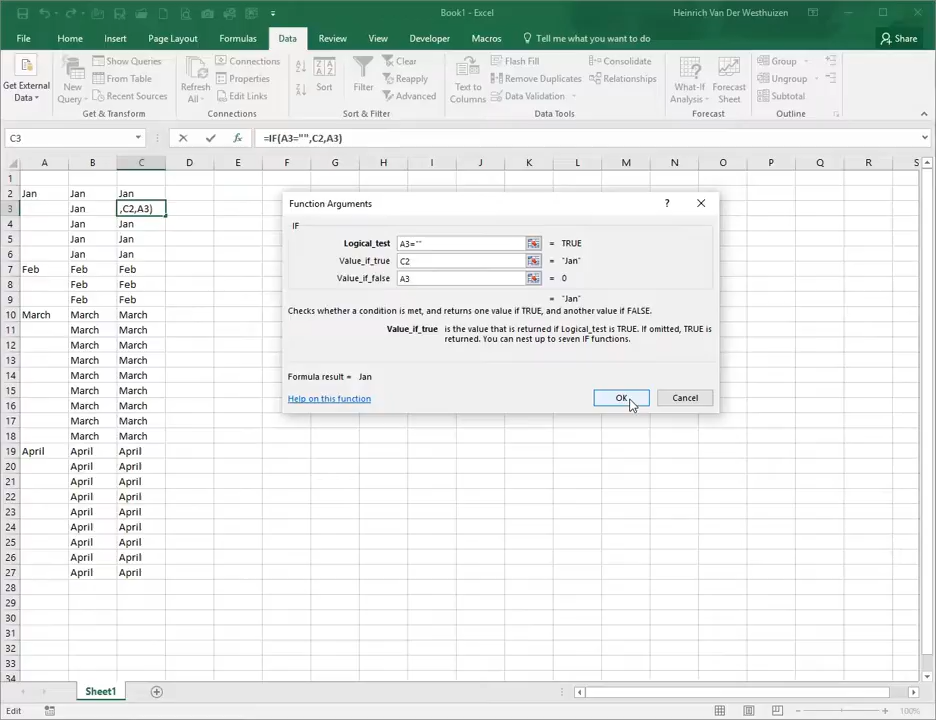 Book1 - Excel
Heinrich Van Der Westhuizen
File Home Insert Page Layout Formulas Data Review View Developer Macros Tell me what you want to do Share
Get External Data
New Query
Show Queries
From Table
Recent Sources
Get & Transform
Refresh All
Connections
Properties
Edit Links
Connections
Sort
Filter
Clear
Reapply
Advanced
Sort & Filter
Text to Columns
Flash Fill
Remove Duplicates
Data Validation
Consolidate
Relationships
Data Tools
What-If Analysis
Forecast Sheet
Forecast
Group
Ungroup
Subtotal
Outline
C3 fx =IF(A3="",C2,A3)
A B C D E F G H I J K L M N O P Q R S
1
2 Jan Jan Jan
3 Jan ,C2,A3)
4 Jan Jan
5 Jan Jan
6 Jan Jan
7 Feb Feb Feb
8 Feb Feb
9 Feb Feb
10 March March March
11 March March
12 March March
13 March March
14 March March
15 March March
16 March March
17 March March
18 March March
19 April April April
20 April April
21 April April
22 April April
23 April April
24 April April
25 April April
26 April April
27 April April
28
29
30
31
32
33
34
Function Arguments ?
IF
Logical_test A3="" = TRUE
Value_if_true C2 = "Jan"
Value_if_false A3 = 0
= "Jan"
Checks whether a condition is met, and returns one value if TRUE, and another value if FALSE.
Value_if_true is the value that is returned if Logical_test is TRUE. If omitted, TRUE is
returned. You can nest up to seven IF functions.
Formula result = Jan
Help on this function
OK Cancel
Sheet1
Edit
100%